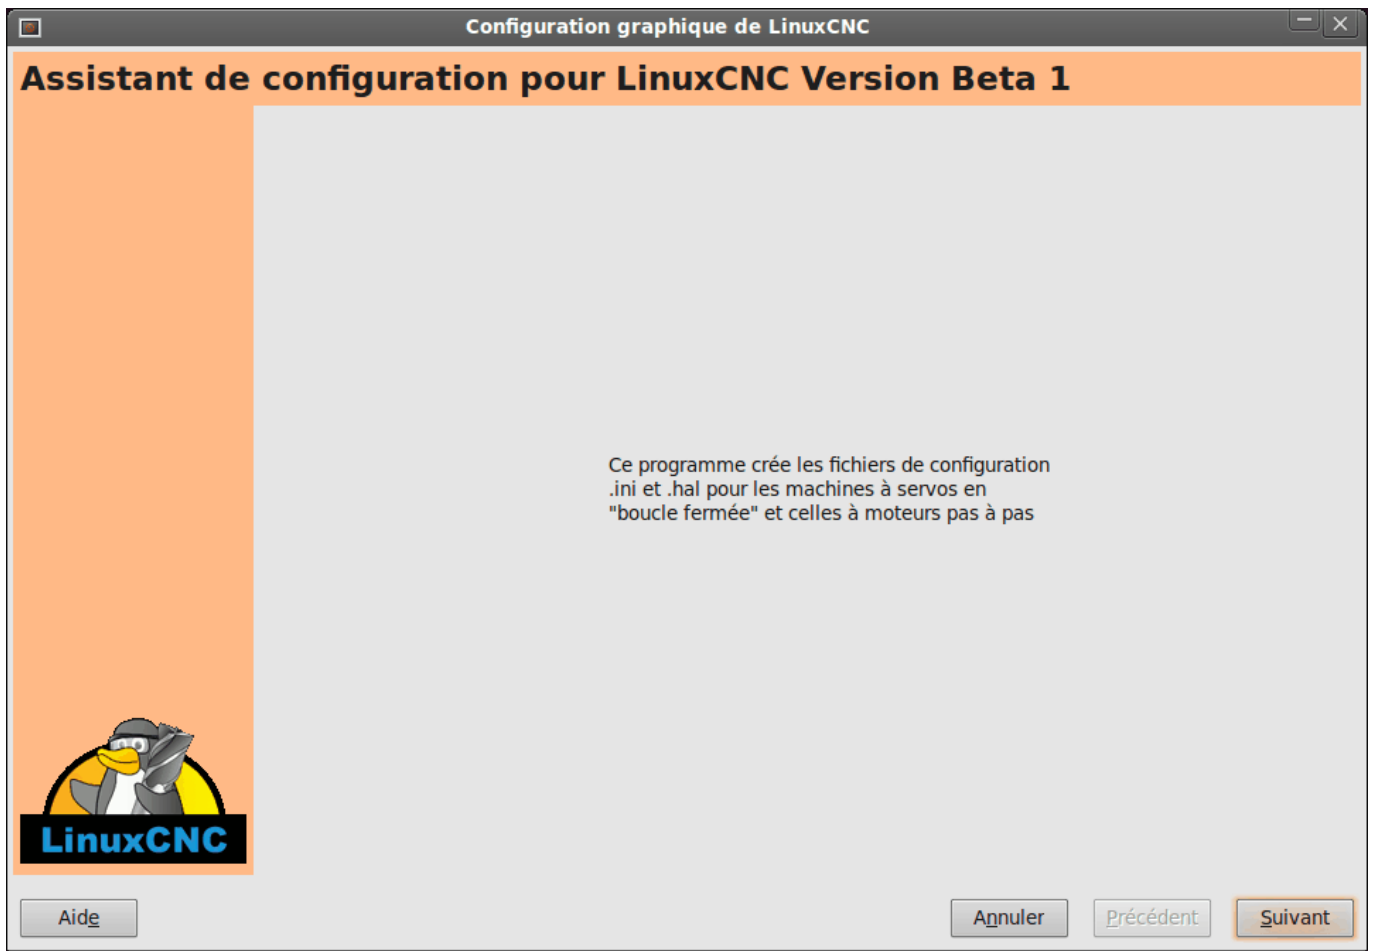 Configuration graphique de LinuxCNC
Assistant de configuration pour LinuxCNC Version Beta 1
Ce programme crée les fichiers de configuration
.ini et .hal pour les machines à servos en
"boucle fermée" et celles à moteurs pas à pas
LinuxCNC
Aide
Annuler
Précédent
Suivant